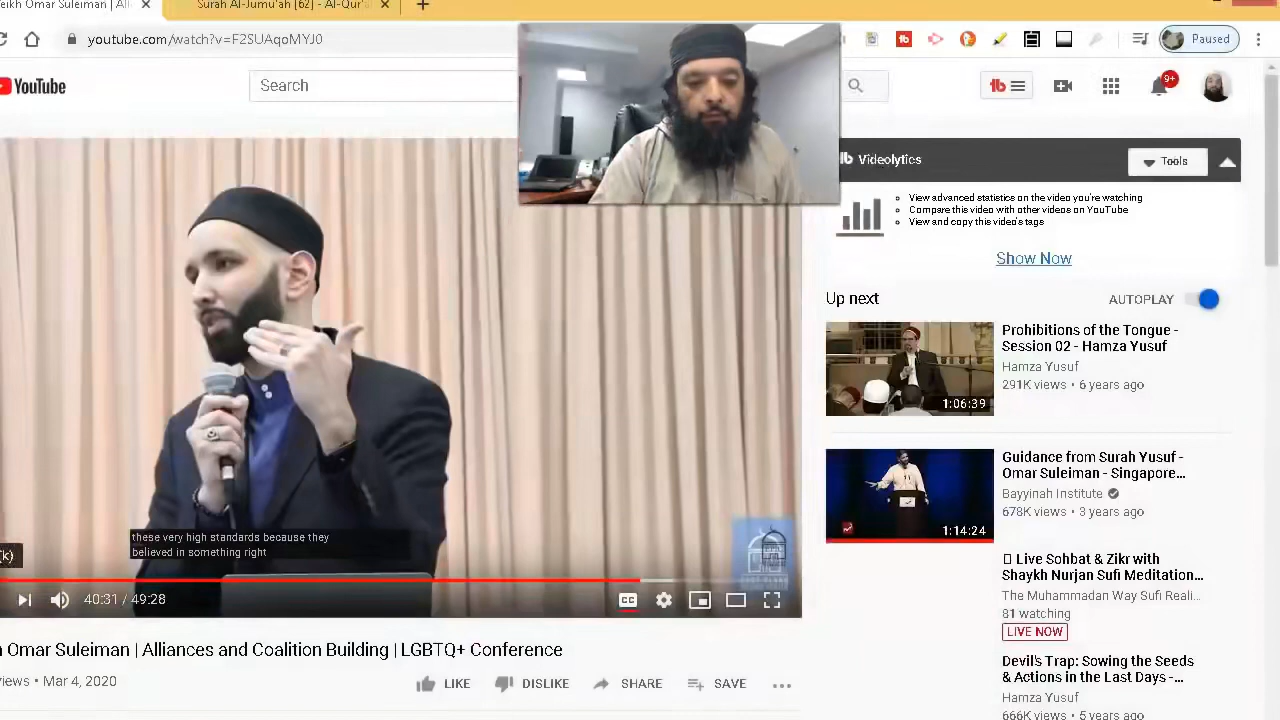 eikh Omar Suleiman | Alli
Surah Al-Jumu'ah [62] - Al-Qur'a
youtube.com/watch?v=F2SUAqoMYJ0
Paused
YouTube
Search
9+
Videolytics
Tools
View advanced statistics on the video you're watching
Compare this video with other videos on YouTube
View and copy this video's tags
Show Now
Up next
AUTOPLAY
Prohibitions of the Tongue -
Session 02 - Hamza Yusuf
Hamza Yusuf
291K views • 6 years ago
1:06:39
Guidance from Surah Yusuf -
Omar Suleiman - Singapore...
Bayyinah Institute
678K views • 3 years ago
1:14:24
Live Sohbat & Zikr with
Shaykh Nurjan Sufi Meditation...
The Muhammadan Way Sufi Reali...
81 watching
LIVE NOW
Devil's Trap: Sowing the Seeds
& Actions in the Last Days -...
Hamza Yusuf
666K views • 5 years ago
these very high standards because they
believed in something right
(k)
40:31 / 49:28
CC
h Omar Suleiman | Alliances and Coalition Building | LGBTQ+ Conference
iews • Mar 4, 2020
LIKE
DISLIKE
SHARE
SAVE